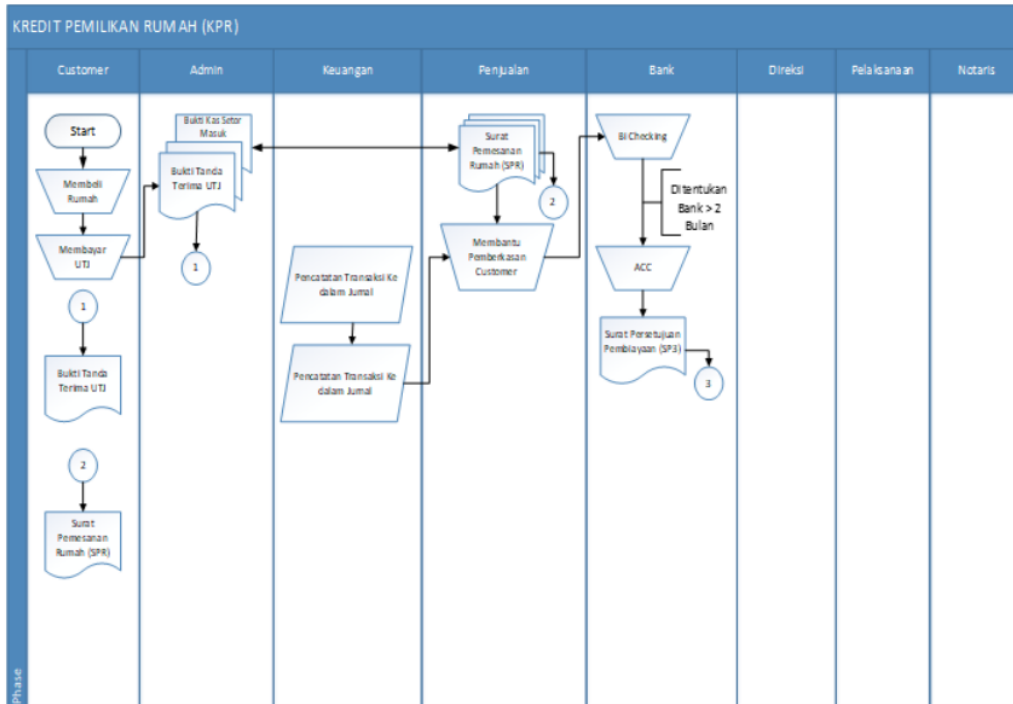 KREDIT PEMILIKAN RUMAH (KPR)
Customer
Admin
Keuangan
Penjualan
Bank
Direksi
Pelaksanaan
Notaris
Start
Membeli
Rumah
Membayar
UTJ
1
Bukti Tanda
Terima UTJ
2
Surat
Pemesanan
Rumah (SPR)
Bukti Kas Setor
Masuk
Bukti Tanda
Terima UTJ
1
Pencatatan Transaksi Ke
dalam Jurnal
Pencatatan Transaksi Ke
dalam Jurnal
Surat
Pemesanan
Rumah (SPR)
2
Membantu
Pemberkasan
Customer
BI Checking
Ditentukan
Bank > 2
Bulan
ACC
Surat Persetujuan
Pembiayaan (SP3)
3
Phase